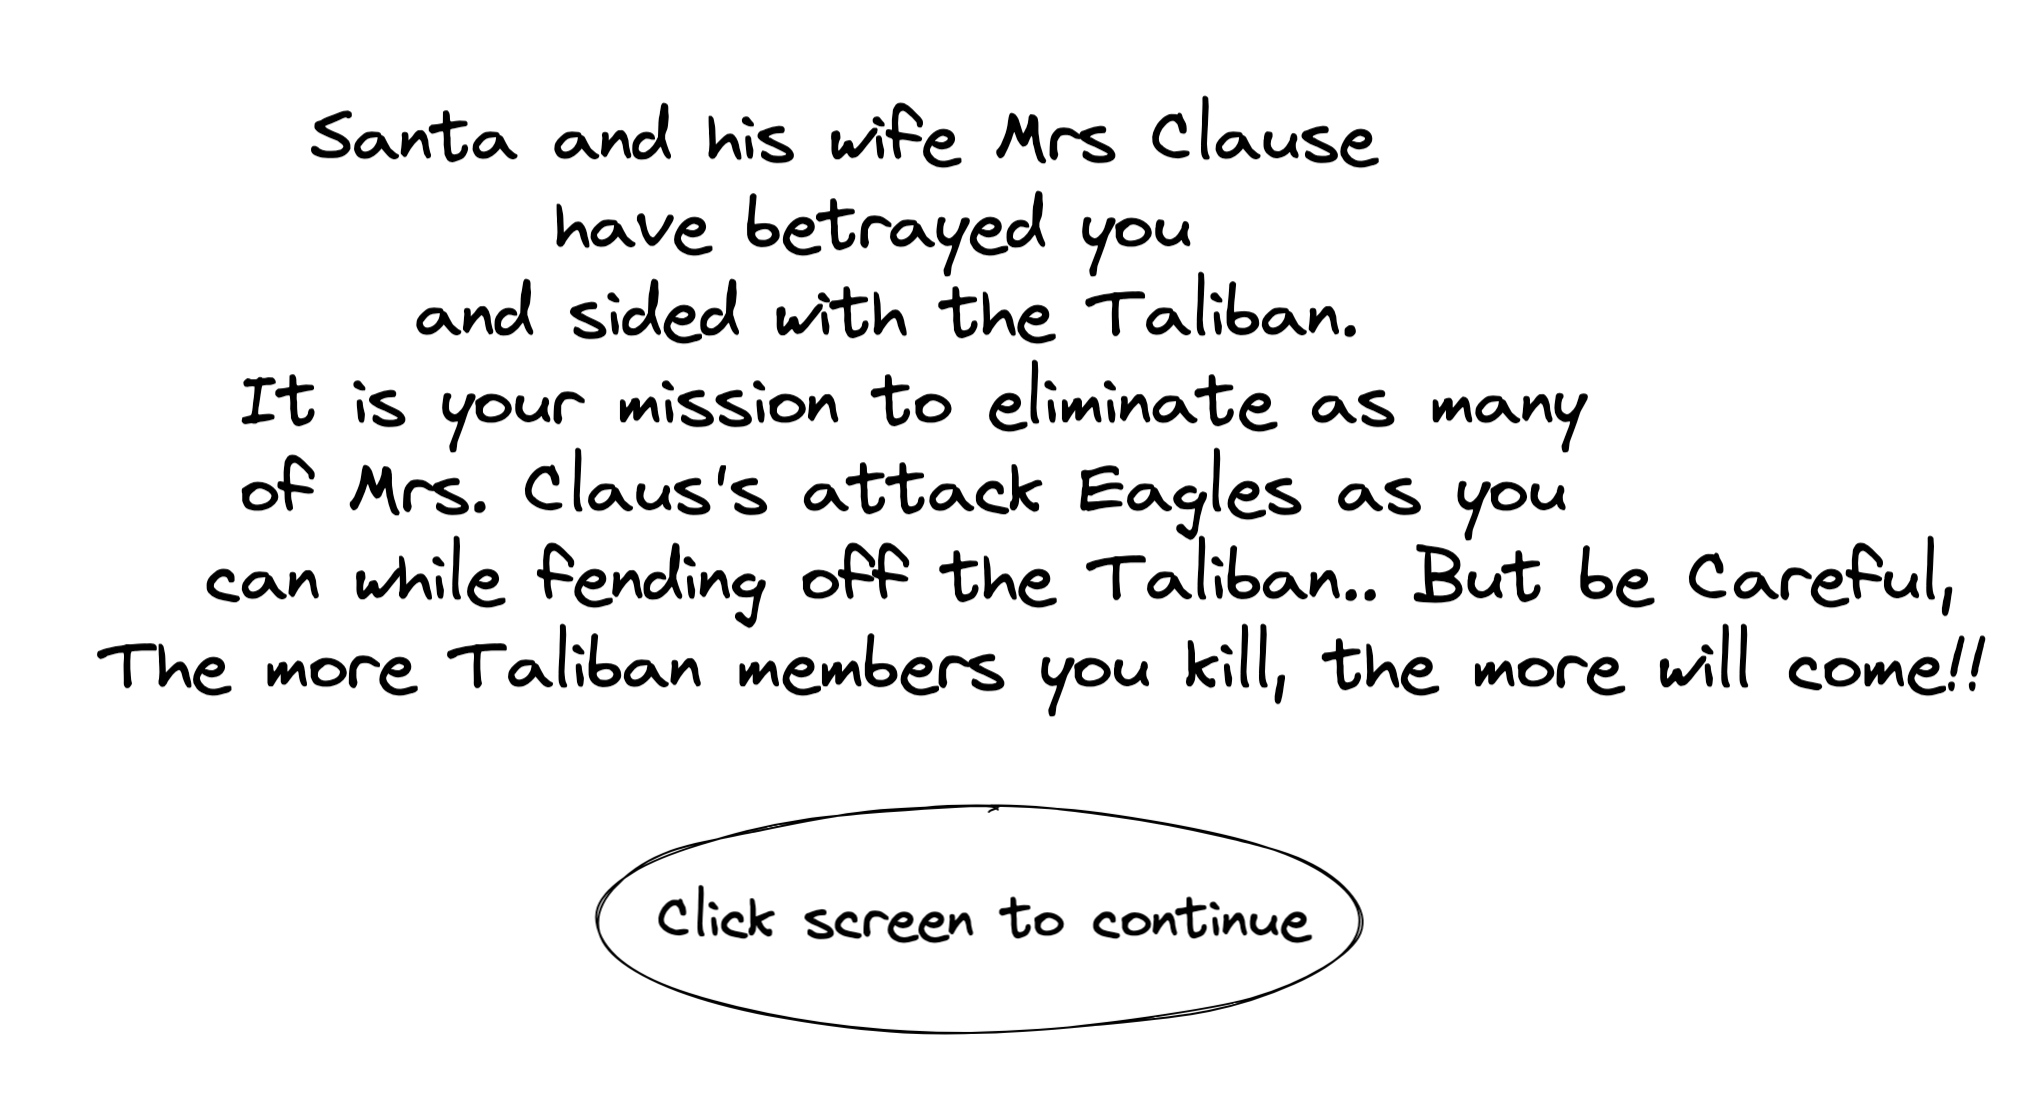 Santa and his wife Mrs Clause
have betrayed you
and sided with the Taliban.
It is your mission to eliminate as many
of Mrs. Claus's attack Eagles as you
can while fending off the Taliban.. But be Careful,
The more Taliban members you kill, the more will come!!
Click screen to continue